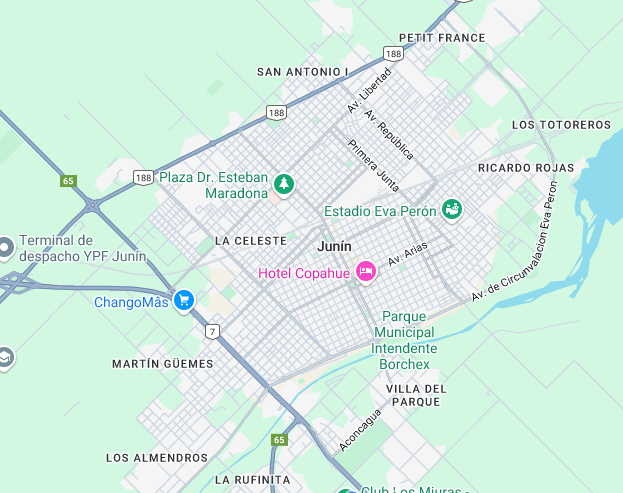 PETIT FRANCE
188
SAN ANTONIO I
Av. Libertad
188
Av. República
LOS TOTOREROS
Primera Junta
RICARDO ROJAS
65
188
Plaza Dr. Esteban
Maradona
Estadio Eva Perón
Av. de Circunvalacion Eva Peron
LA CELESTE
Junín
Terminal de
despacho YPF Junín
Av. Arias
Hotel Copahue
ChangoMâs
7
Parque
Municipal
Intendente
Borchex
MARTÍN GÜEMES
VILLA DEL
PARQUE
Aconcagua
65
LOS ALMENDROS
LA RUFINITA
Club Los Miuras